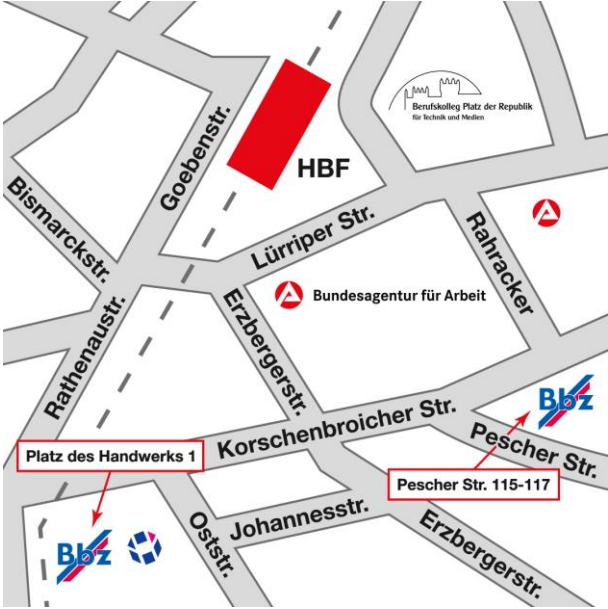 Goebenstr.
HBF
Berufskolleg Platz der Republik
für Technik und Medien
Bismarckstr.
Lürriper Str.
Rahracker
Bundesagentur für Arbeit
Rathenaustr.
Erzbergerstr.
Bbz
Korschenbroicher Str.
Pescher Str.
Platz des Handwerks 1
Pescher Str. 115-117
Bbz
Oststr.
Johannesstr.
Erzbergerstr.